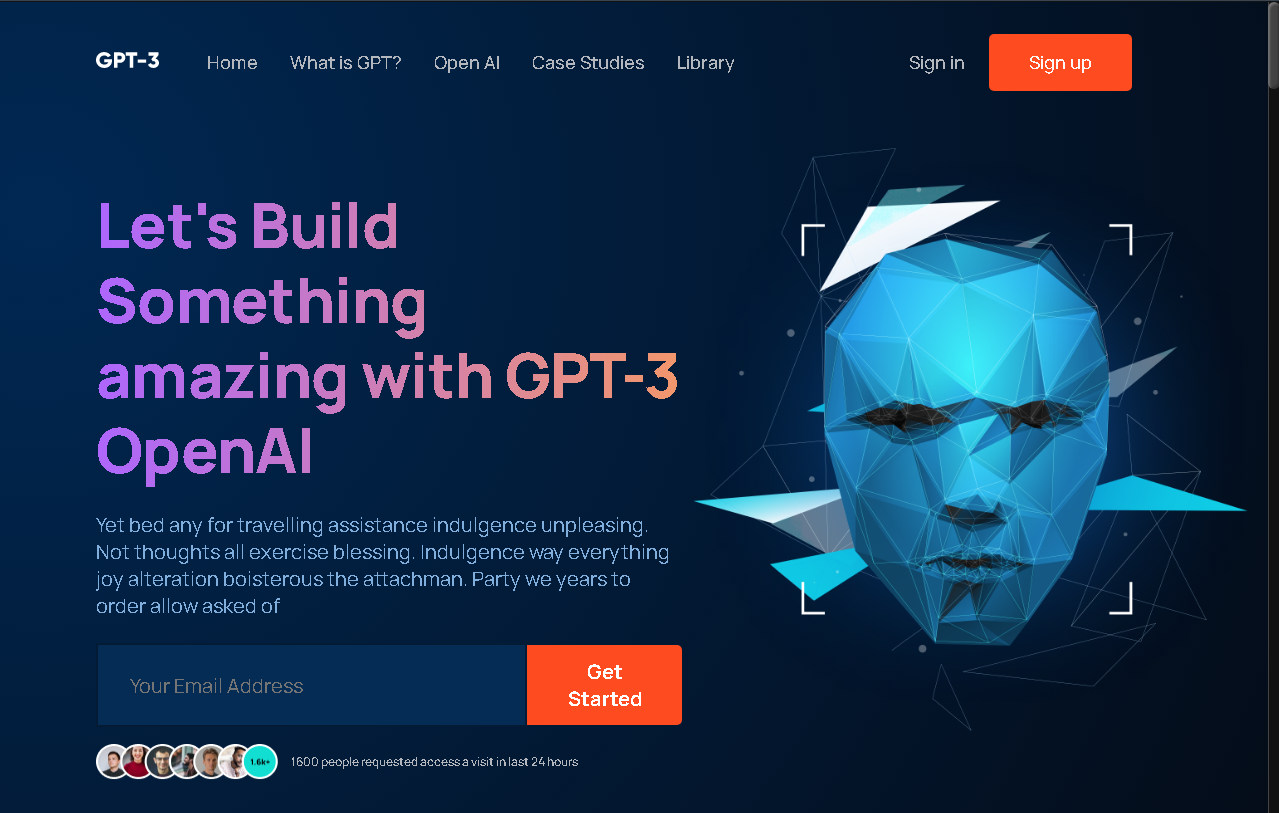 GPT-3 Home What is GPT? Open AI Case Studies Library Sign in Sign up
Let's Build
Something
amazing with GPT-3
OpenAI
Yet bed any for travelling assistance indulgence unpleasing.
Not thoughts all exercise blessing. Indulgence way everything
joy alteration boisterous the attachman. Party we years to
order allow asked of
Your Email Address
Get
Started
1.6k+
1600 people requested access a visit in last 24 hours